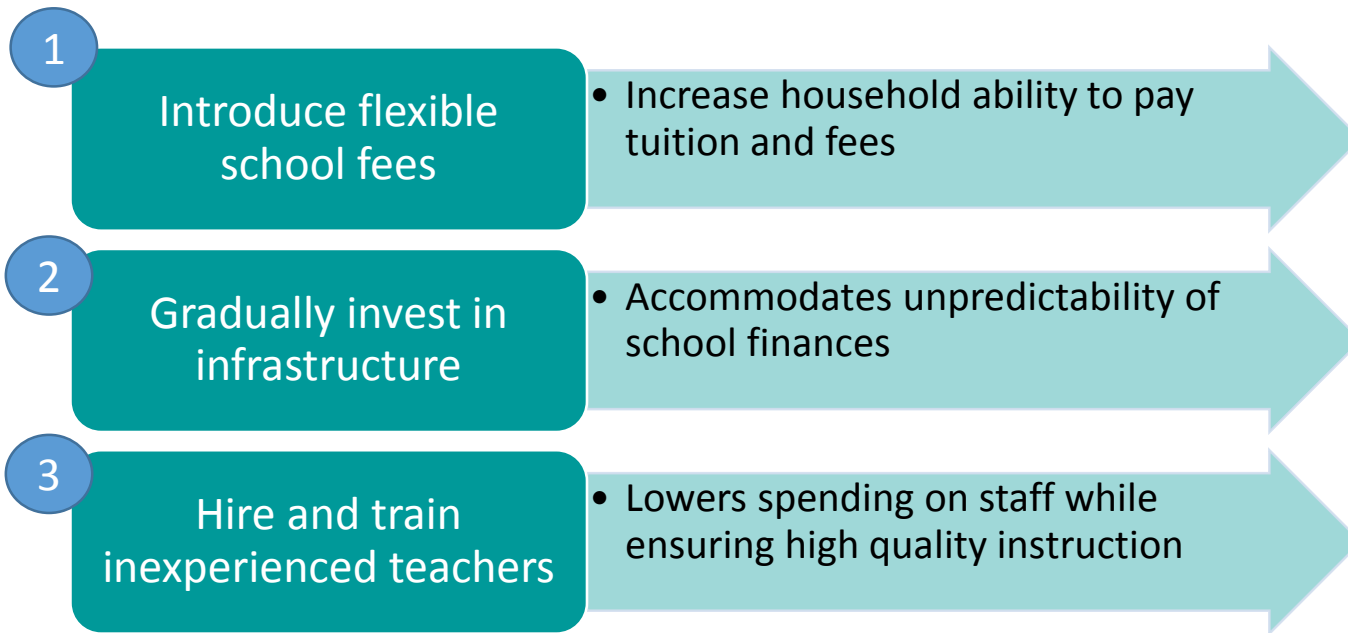 1
Introduce flexible
school fees
• Increase household ability to pay
tuition and fees
2
Gradually invest in
infrastructure
• Accommodates unpredictability of
school finances
3
Hire and train
inexperienced teachers
• Lowers spending on staff while
ensuring high quality instruction